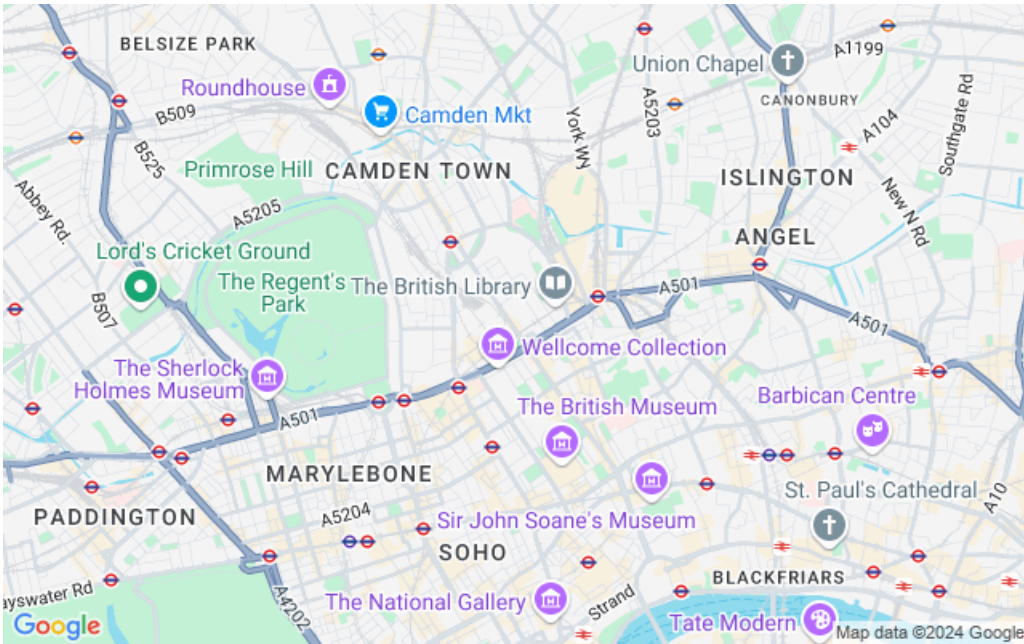 BELSIZE PARK
Union Chapel
A1199
Roundhouse
CANONBURY
Camden Mkt
B509
York WN
A5203
A104
Southgate Rd
B525
Primrose Hill
CAMDEN TOWN
ISLINGTON
New N Rd
Abbey Rd.
A5205
ANGEL
Lord's Cricket Ground
The Regent's
Park
The British Library
A501
B507
A501
Wellcome Collection
The Sherlock
Holmes Museum
A501
The British Museum
Barbican Centre
MARYLEBONE
St. Paul's Cathedral
A10
PADDINGTON
A5204
Sir John Soane's Museum
SOHO
BLACKFRIARS
ayswater Rd
A4202
The National Gallery
Strand
Tate Modern
Google
Map data ©2024 Google